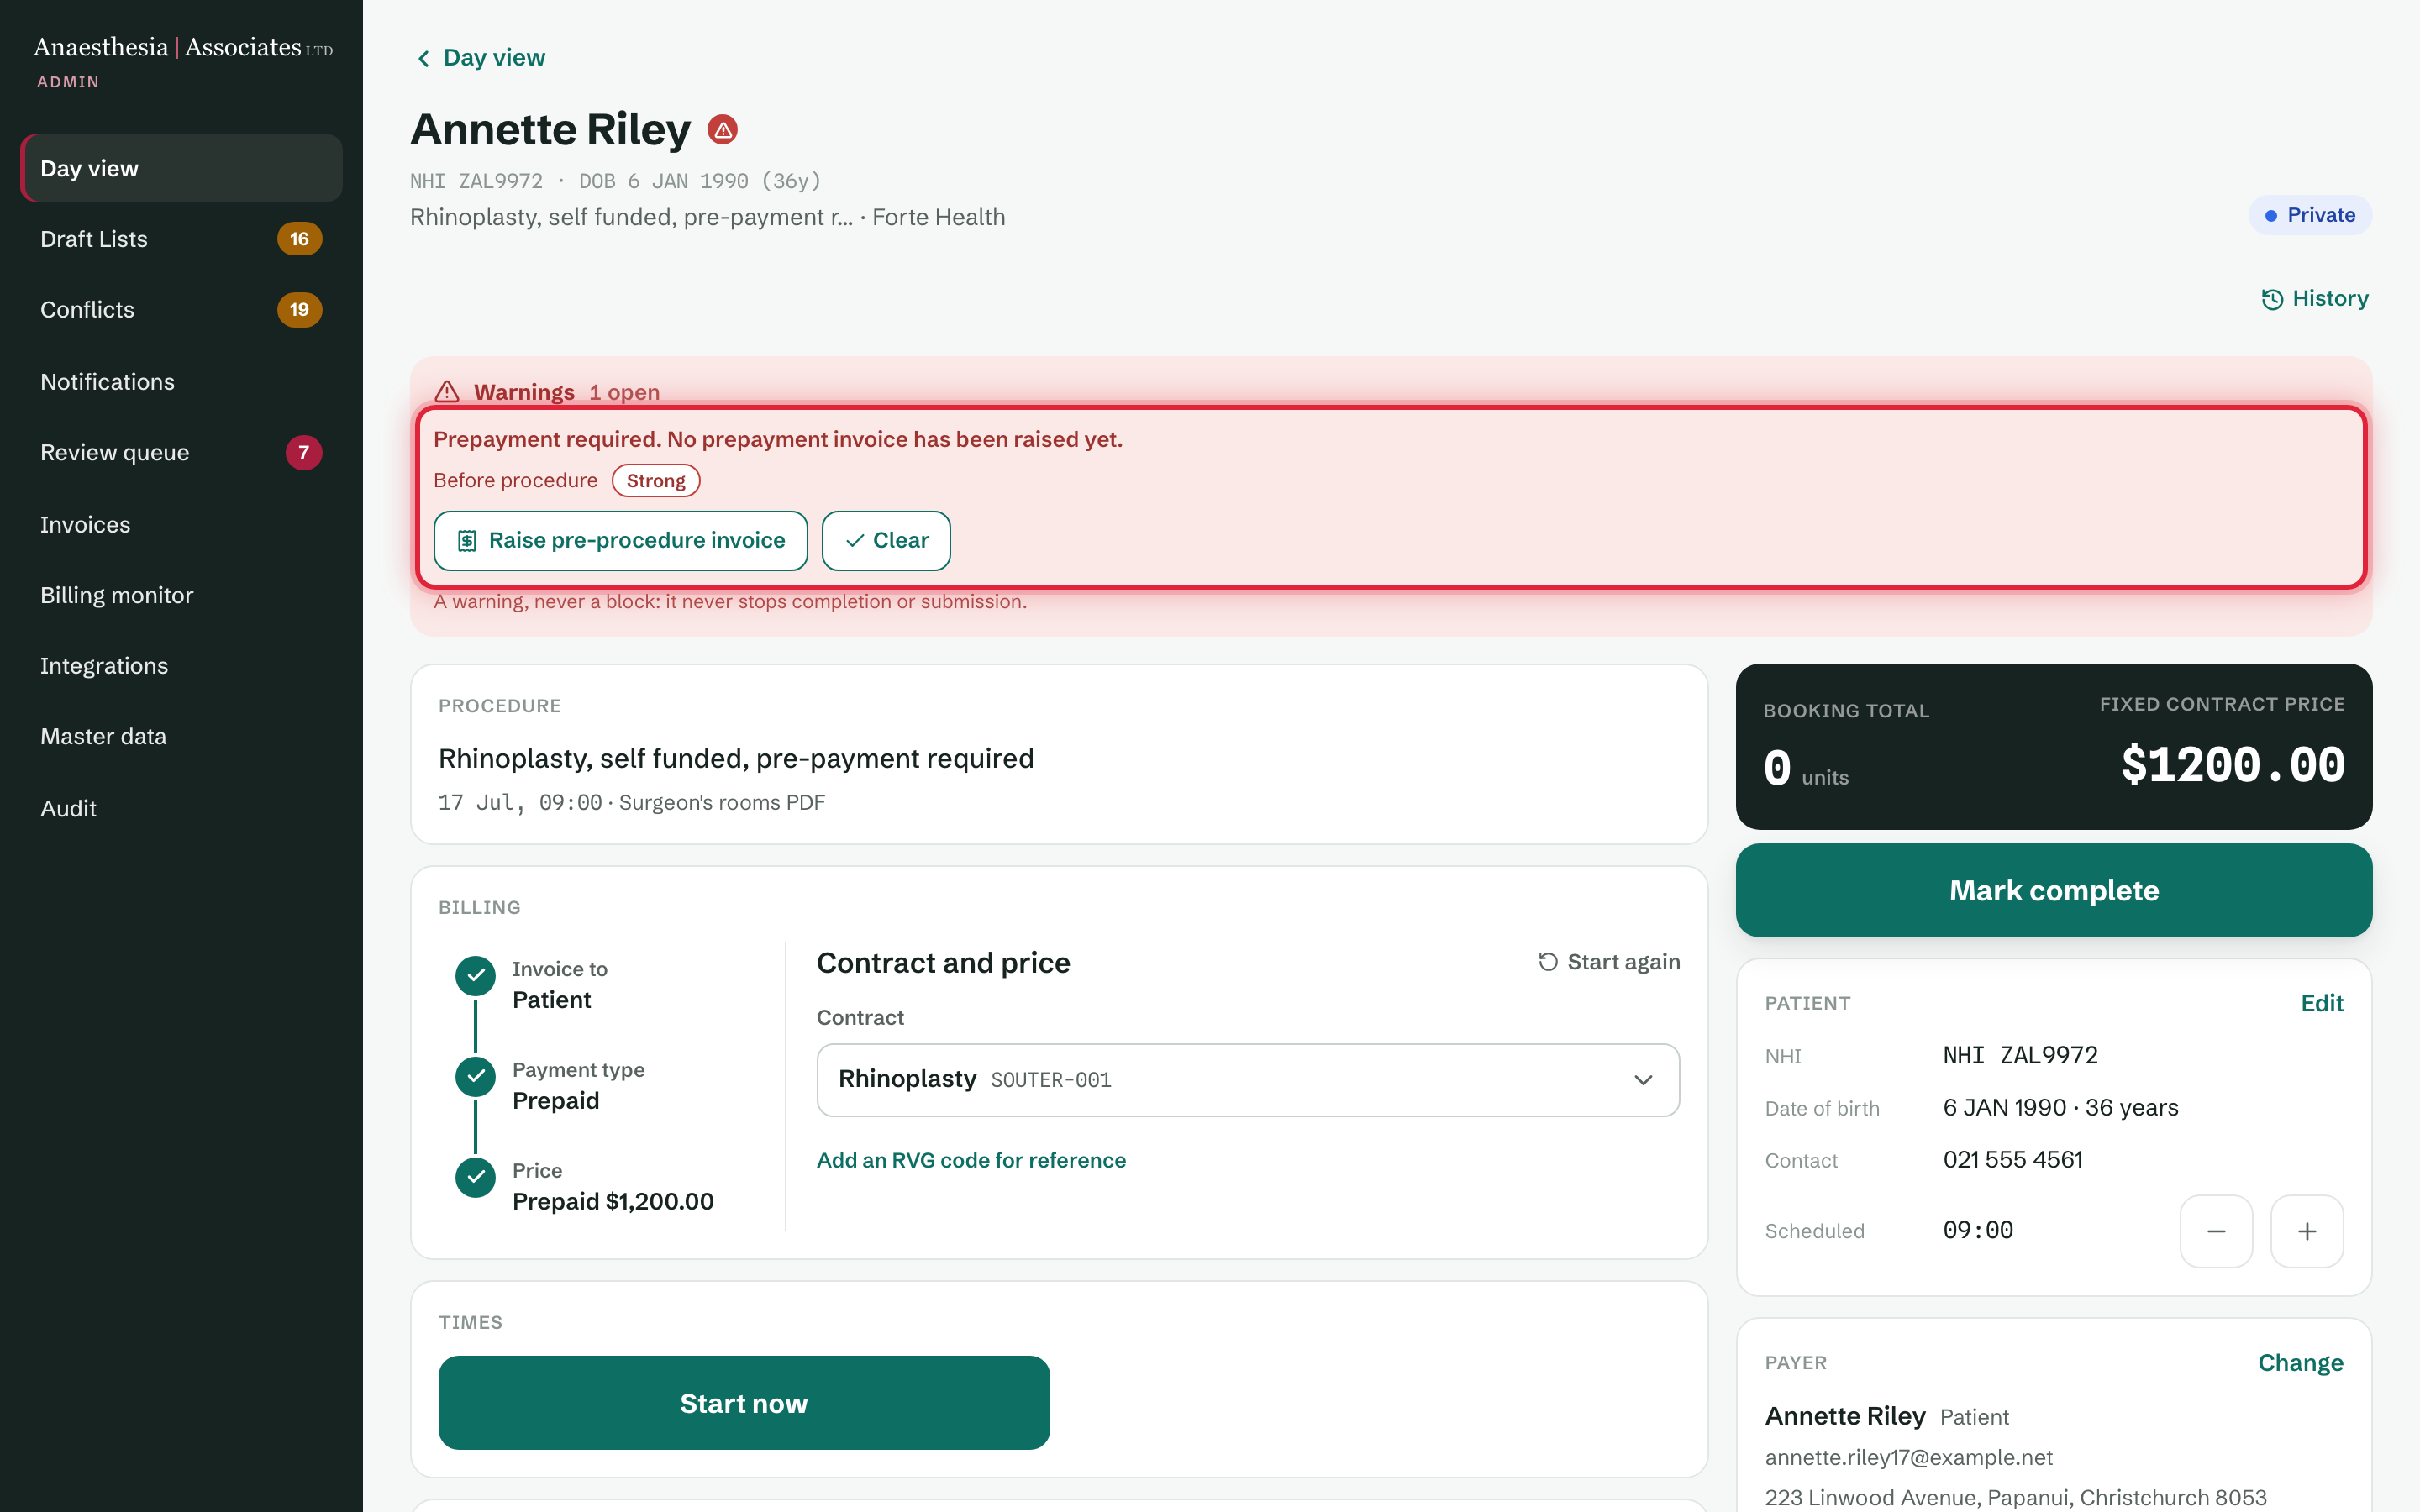 Anaesthesia | Associates LTD
ADMIN
Day view
Draft Lists 16
Conflicts 19
Notifications
Review queue 7
Invoices
Billing monitor
Integrations
Master data
Audit
Day view
Annette Riley
NHI ZAL9972 · DOB 6 JAN 1990 (36y)
Rhinoplasty, self funded, pre-payment r... · Forte Health
Private
History
Warnings 1 open
Prepayment required. No prepayment invoice has been raised yet.
Before procedure Strong
Raise pre-procedure invoice Clear
A warning, never a block: it never stops completion or submission.
PROCEDURE
Rhinoplasty, self funded, pre-payment required
17 Jul, 09:00 · Surgeon's rooms PDF
BILLING
Invoice to
Patient
Payment type
Prepaid
Price
Prepaid $1,200.00
Contract and price
Start again
Contract
Rhinoplasty SOUTER-001
Add an RVG code for reference
TIMES
Start now
BOOKING TOTAL
0 units
FIXED CONTRACT PRICE
$1200.00
Mark complete
PATIENT Edit
NHI NHI ZAL9972
Date of birth 6 JAN 1990 · 36 years
Contact 021 555 4561
Scheduled 09:00
PAYER Change
Annette Riley Patient
annette.riley17@example.net
223 Linwood Avenue, Papanui, Christchurch 8053